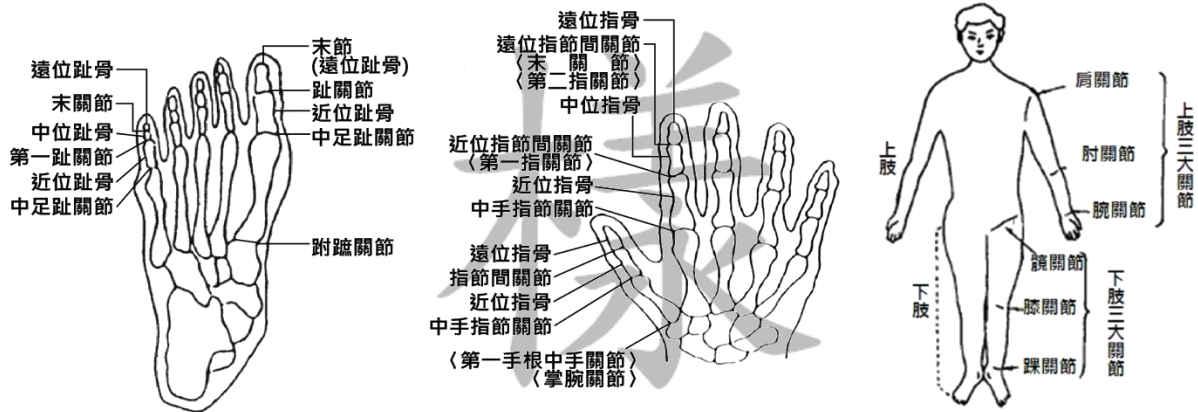 遠位趾骨
末關節
中位趾骨
第一趾關節
近位趾骨
中足趾關節
末節
(遠位趾骨)
趾關節
近位趾骨
中足趾關節
跗蹠關節
遠位指骨
遠位指節間關節
〈末關節〉
〈第二指關節〉
中位指骨
近位指節間關節
〈第一指關節〉
近位指骨
中手指節關節
遠位指骨
指節間關節
近位指骨
中手指節關節
〈第一手根中手關節〉
〈掌腕關節〉
樣
上肢
肩關節
肘關節
腕關節
上肢三大關節
下肢
髖關節
膝關節
踝關節
下肢三大關節